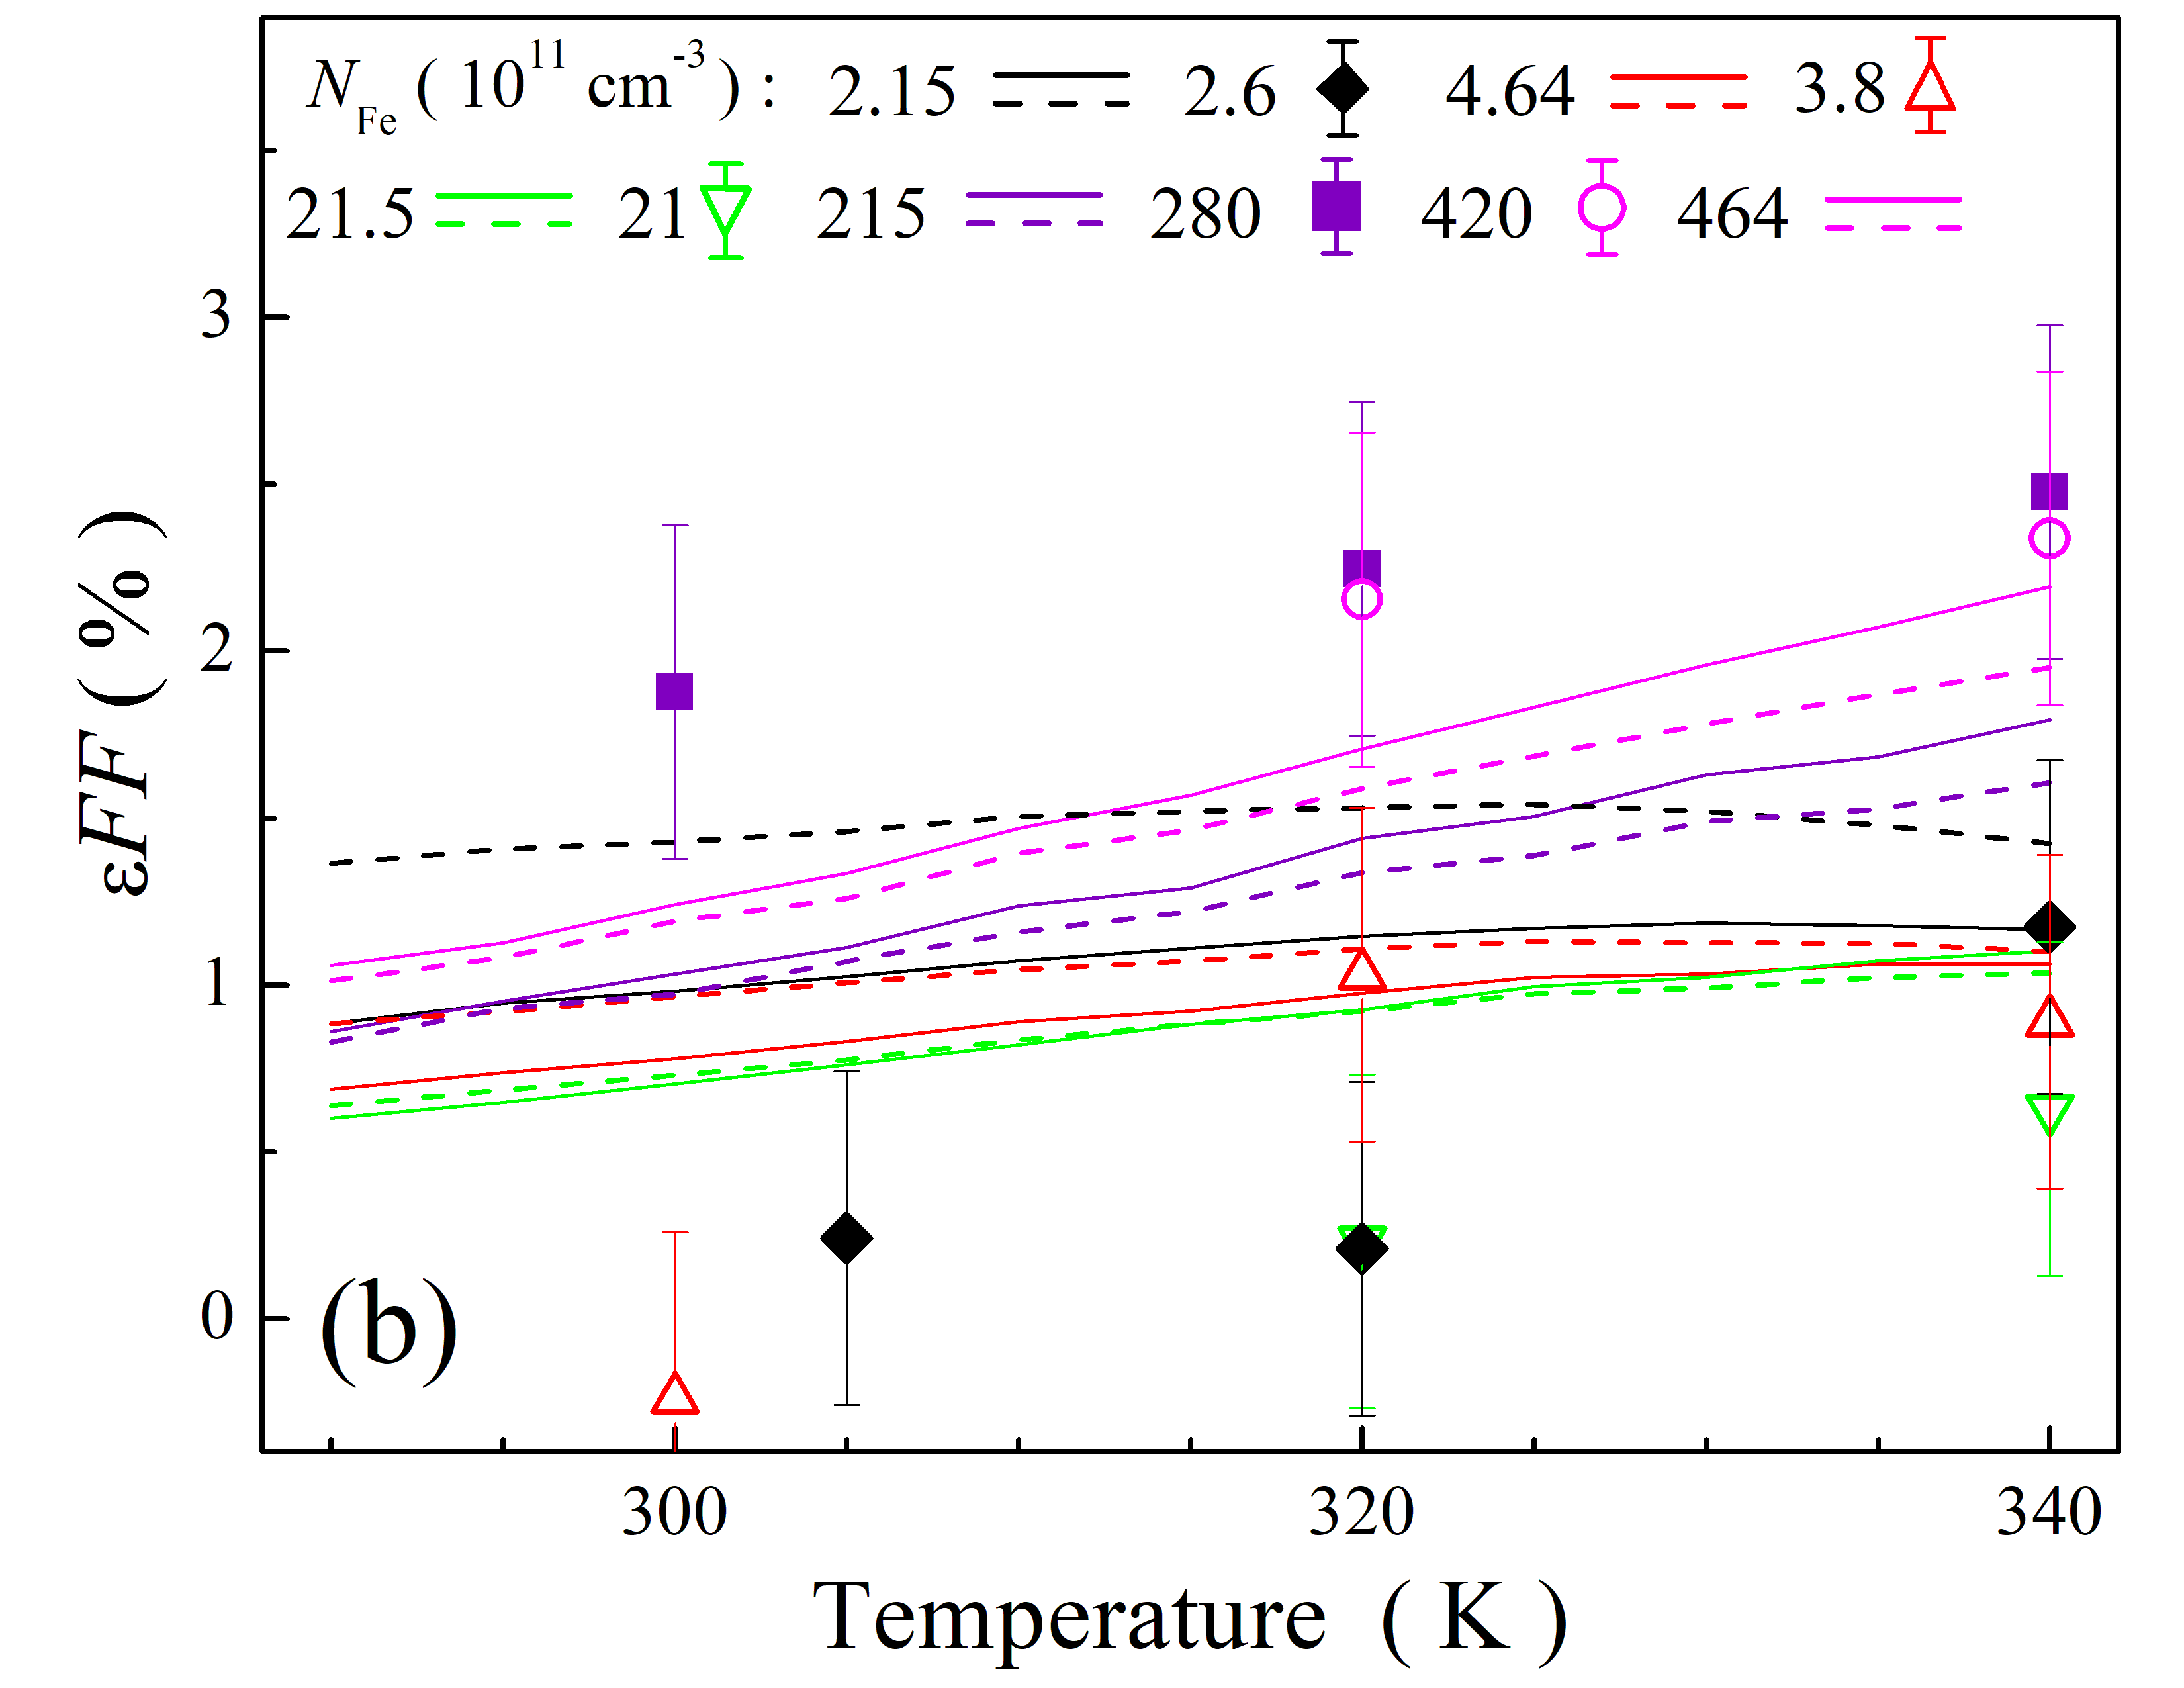 N_Fe ( 10^11 cm^-3 ) : 2.15 2.6 4.64 3.8
21.5 21 215 280 420 464
3
2
1
0
εFF ( % )
(b)
300 320 340
Temperature ( K )